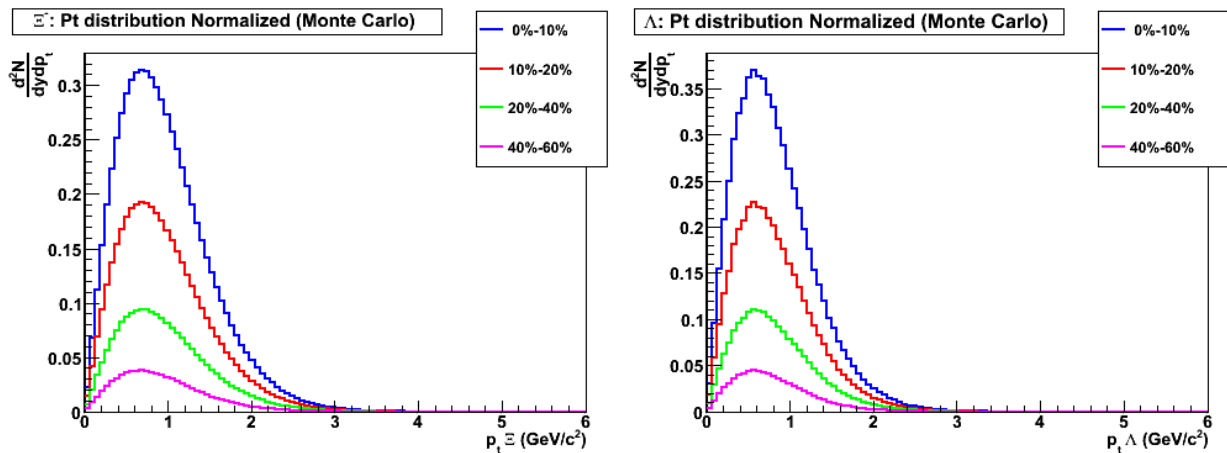 Ξ⁻: Pt distribution Normalized (Monte Carlo)
0%-10%
10%-20%
20%-40%
40%-60%
d²N
dydpₜ
0.3
0.25
0.2
0.15
0.1
0.05
0
0 1 2 3 4 5 6
pₜ Ξ (GeV/c²)
Λ: Pt distribution Normalized (Monte Carlo)
0%-10%
10%-20%
20%-40%
40%-60%
d²N
dydpₜ
0.35
0.3
0.25
0.2
0.15
0.1
0.05
0
0 1 2 3 4 5 6
pₜ Λ (GeV/c²)